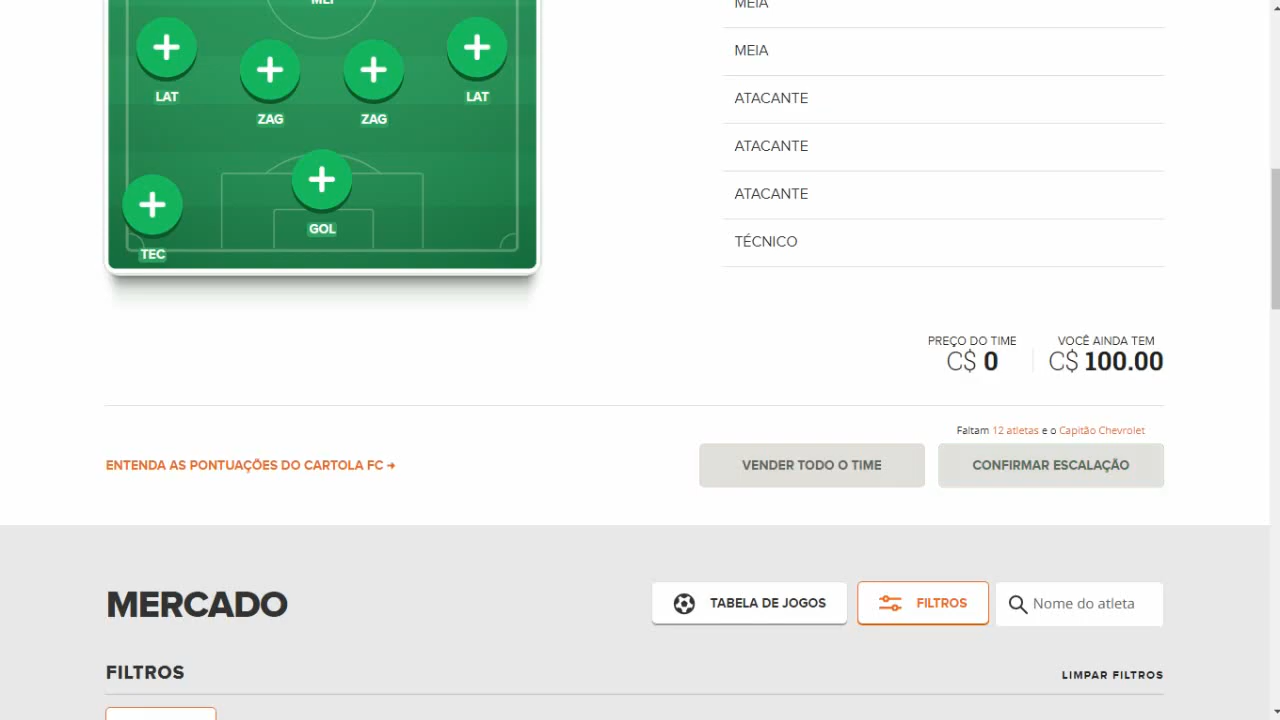 MEI
LAT
ZAG
ZAG
LAT
TEC
GOL
MEIA
MEIA
ATACANTE
ATACANTE
ATACANTE
TÉCNICO
PREÇO DO TIME
C$ 0
VOCÊ AINDA TEM
C$ 100.00
Faltam 12 atletas e o Capitão Chevrolet
ENTENDA AS PONTUAÇÕES DO CARTOLA FC →
VENDER TODO O TIME
CONFIRMAR ESCALAÇÃO
MERCADO
TABELA DE JOGOS
FILTROS
Nome do atleta
FILTROS
LIMPAR FILTROS